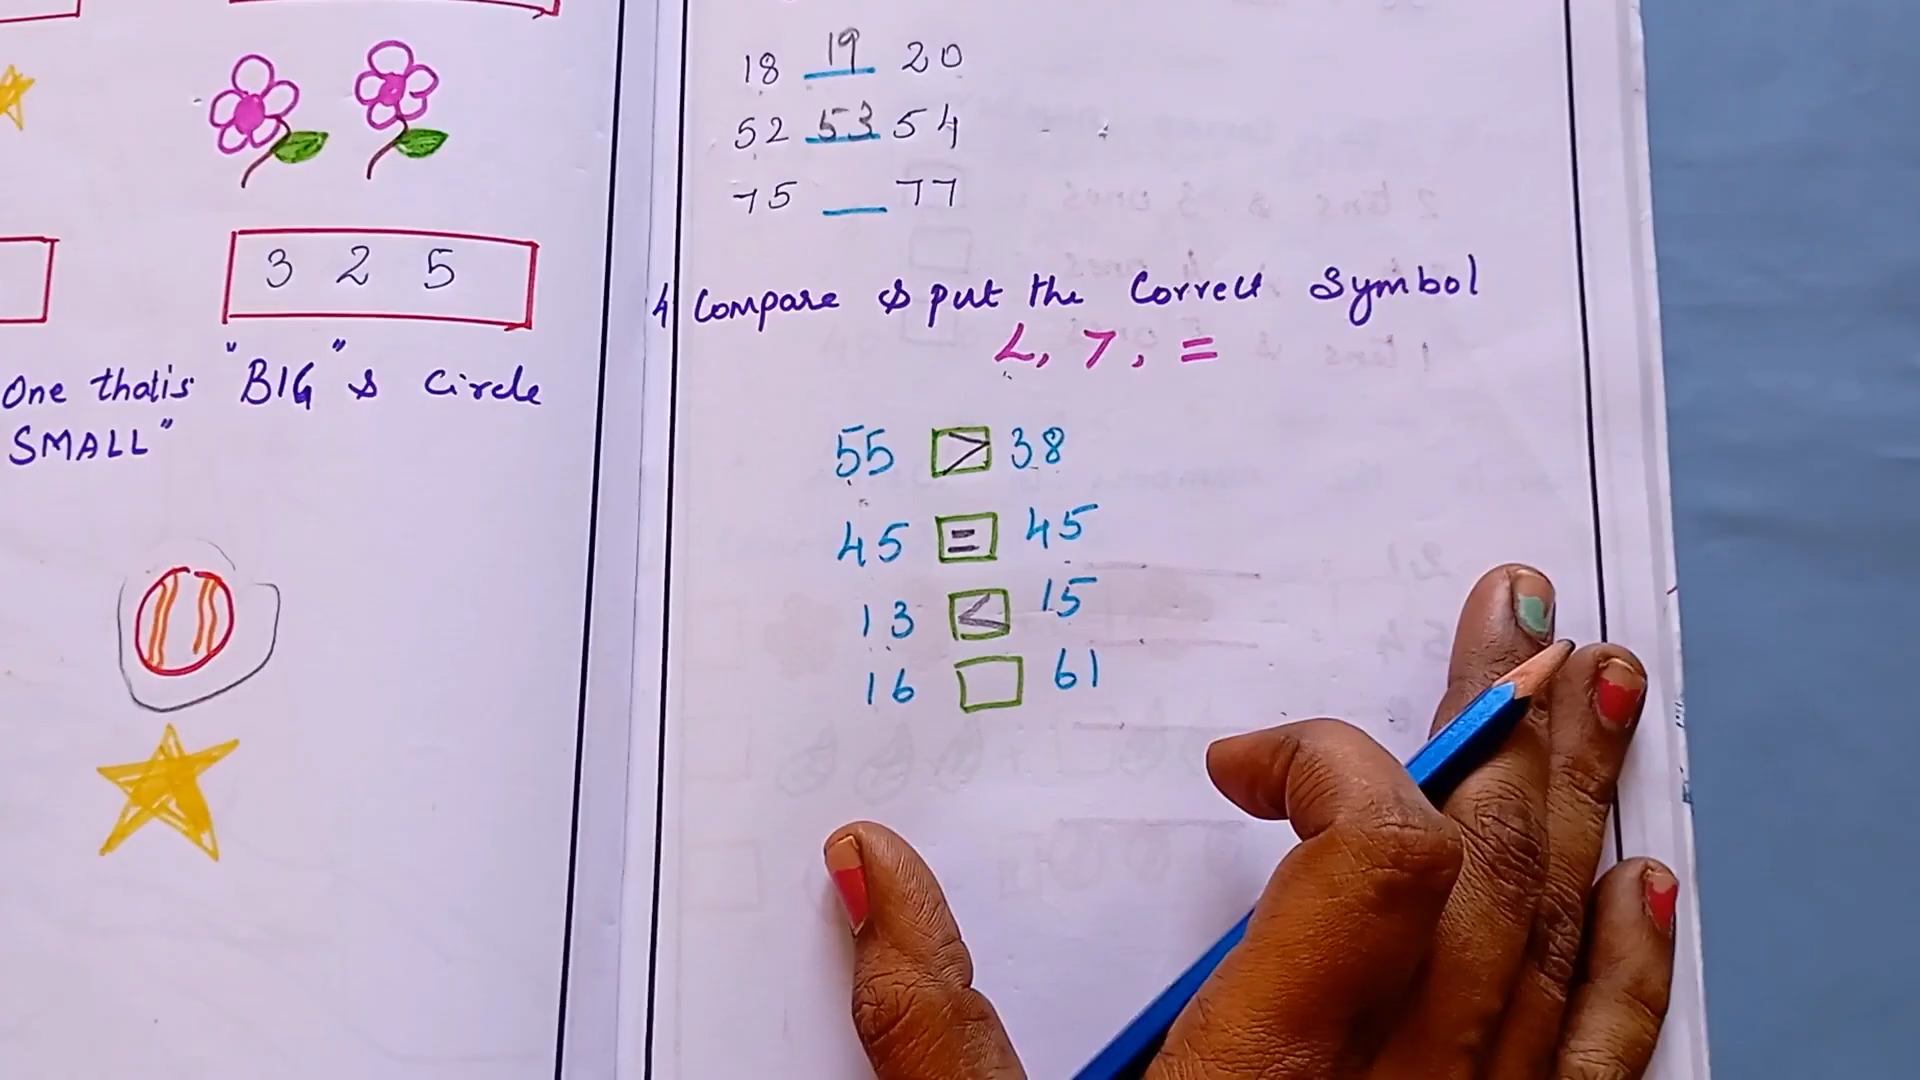 3 2 5
One that is "BIG" & Circle
SMALL"
18 19 20
52 53 54
75 __ 77
4 Compare & put the Correct Symbol
<, >, =
55 > 38
45 = 45
13 < 15
16 61